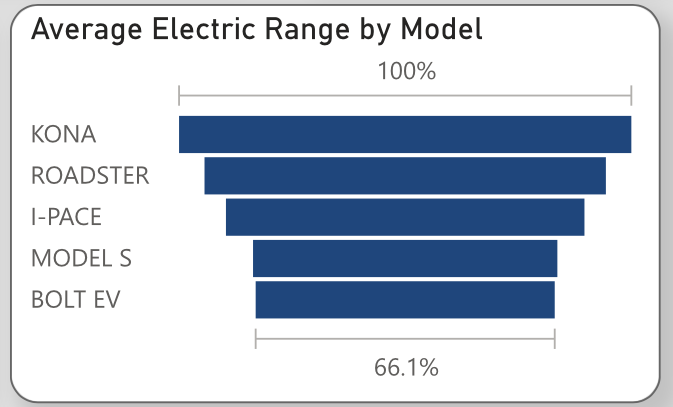 Average Electric Range by Model
100%
KONA
ROADSTER
I-PACE
MODEL S
BOLT EV
66.1%